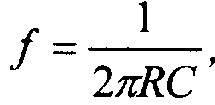 f = 1 / 2πRC,